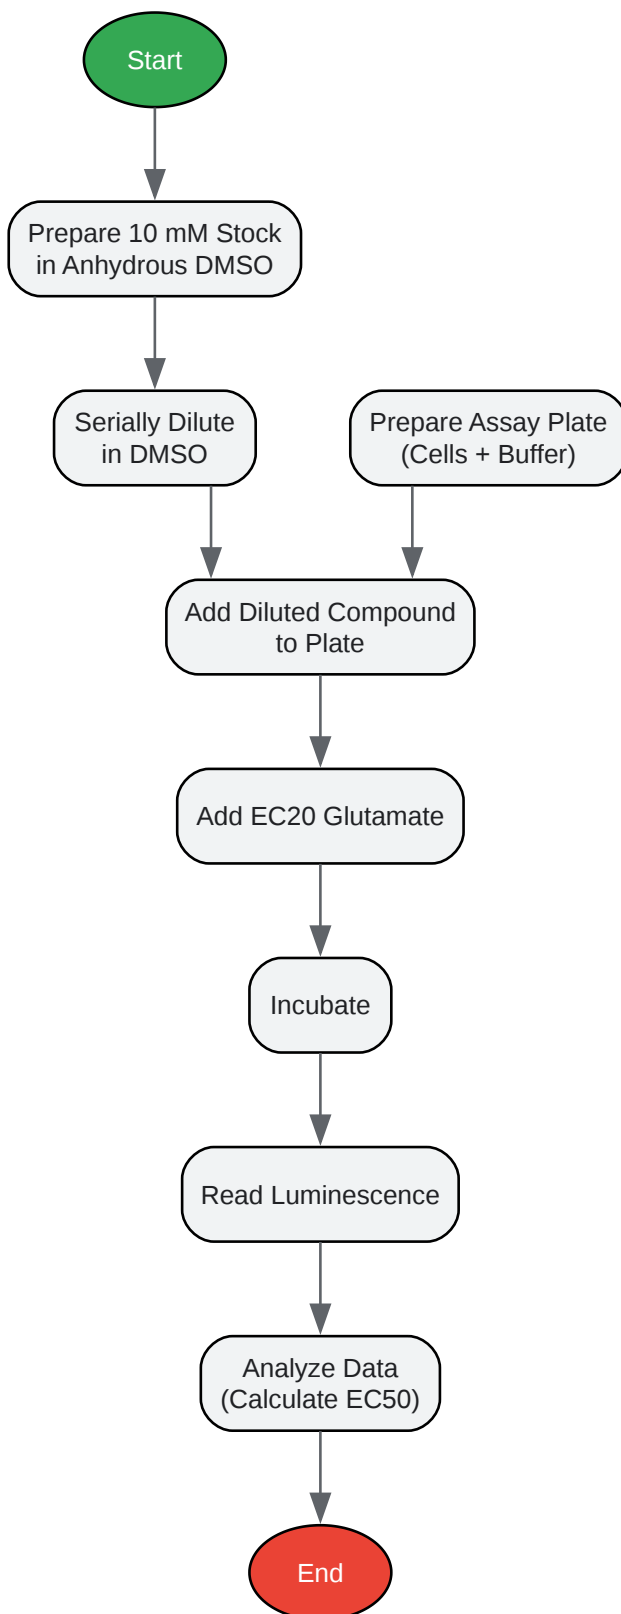 Start
Prepare 10 mM Stock
in Anhydrous DMSO
Serially Dilute
in DMSO
Prepare Assay Plate
(Cells + Buffer)
Add Diluted Compound
to Plate
Add EC20 Glutamate
Incubate
Read Luminescence
Analyze Data
(Calculate EC50)
End